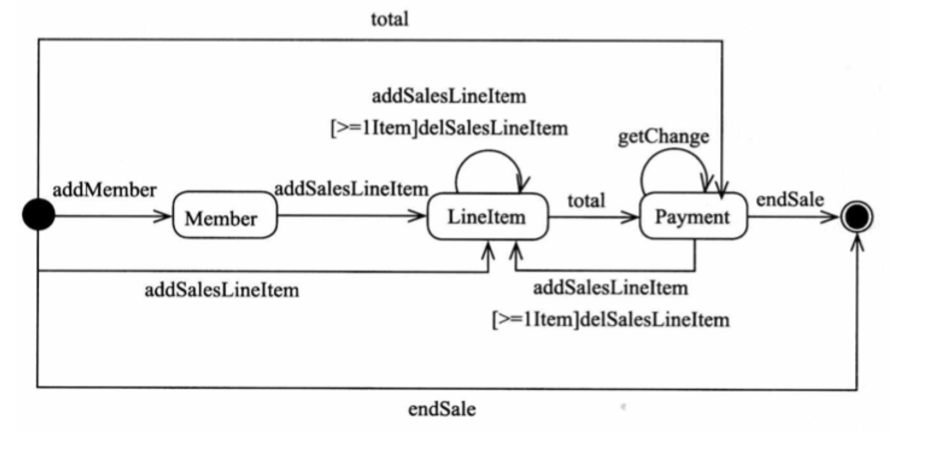 total
addSalesLineItem
[>=1Item]delSalesLineItem
getChange
addMember
addSalesLineItem
total
endSale
Member
LineItem
Payment
addSalesLineItem
addSalesLineItem
[>=1Item]delSalesLineItem
endSale